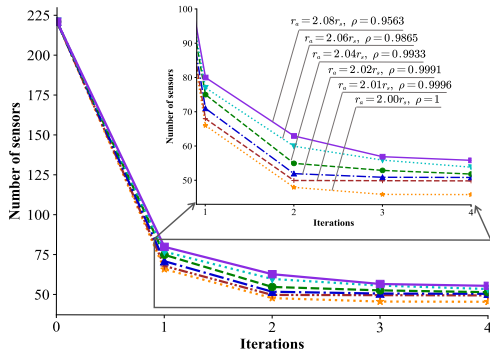 225
200
175
150
125
100
75
50
Number of sensors
0
1
2
3
4
Iterations
100
90
80
70
60
50
Number of sensors
1
2
3
4
Iterations
r_a = 2.08r_s, ρ = 0.9563
r_a = 2.06r_s, ρ = 0.9865
r_a = 2.04r_s, ρ = 0.9933
r_a = 2.02r_s, ρ = 0.9991
r_a = 2.01r_s, ρ = 0.9996
r_a = 2.00r_s, ρ = 1